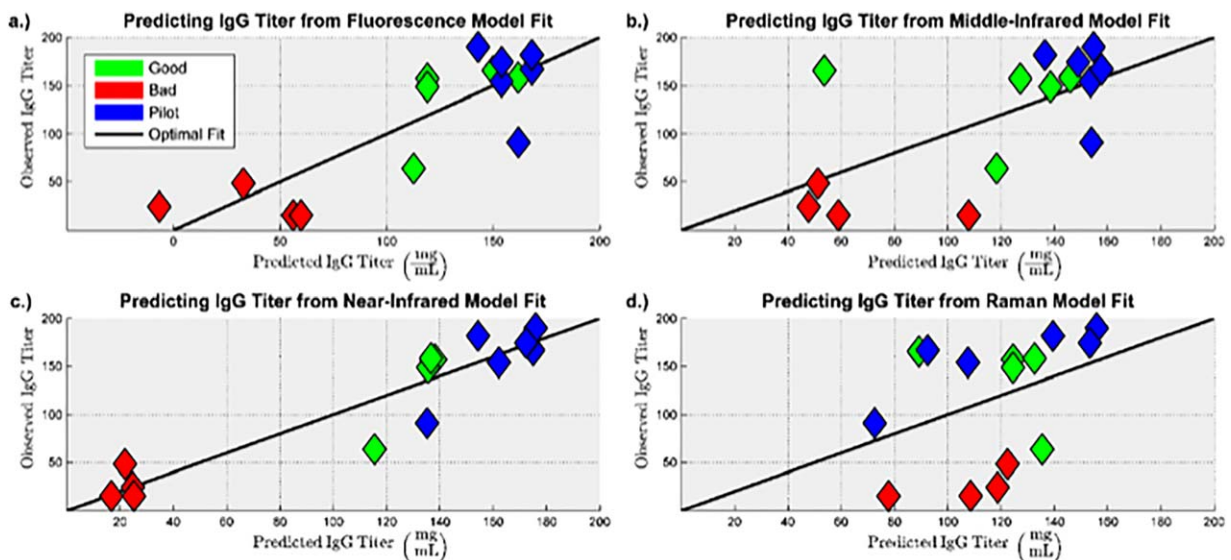 a.) Predicting IgG Titer from Fluorescence Model Fit
200
150
100
50
Observed IgG Titer
Good
Bad
Pilot
Optimal Fit
0 50 100 150 200
Predicted IgG Titer (mg/mL)
b.) Predicting IgG Titer from Middle-Infrared Model Fit
200
150
100
50
Observed IgG Titer
20 40 60 80 100 120 140 160 180 200
Predicted IgG Titer (mg/mL)
c.) Predicting IgG Titer from Near-Infrared Model Fit
200
150
100
50
Observed IgG Titer
20 40 60 80 100 120 140 160 180 200
Predicted IgG Titer (mg/mL)
d.) Predicting IgG Titer from Raman Model Fit
200
150
100
50
Observed IgG Titer
20 40 60 80 100 120 140 160 180 200
Predicted IgG Titer (mg/mL)